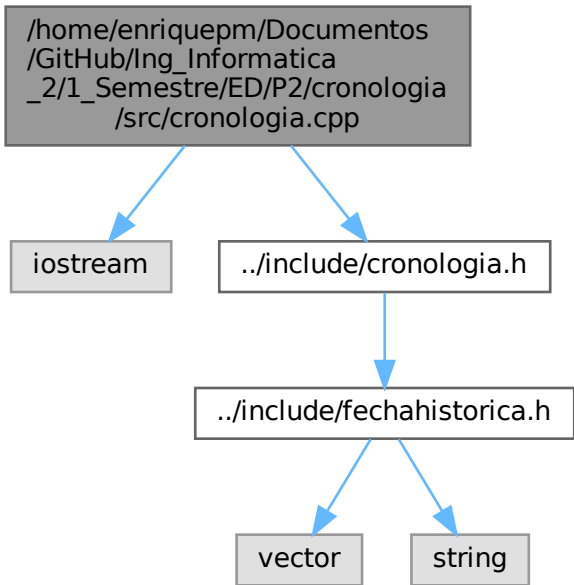 /home/enriquepm/Documentos
/GitHub/Ing_Informatica
_2/1_Semestre/ED/P2/cronologia
/src/cronologia.cpp
iostream
../include/cronologia.h
../include/fechahistorica.h
vector
string